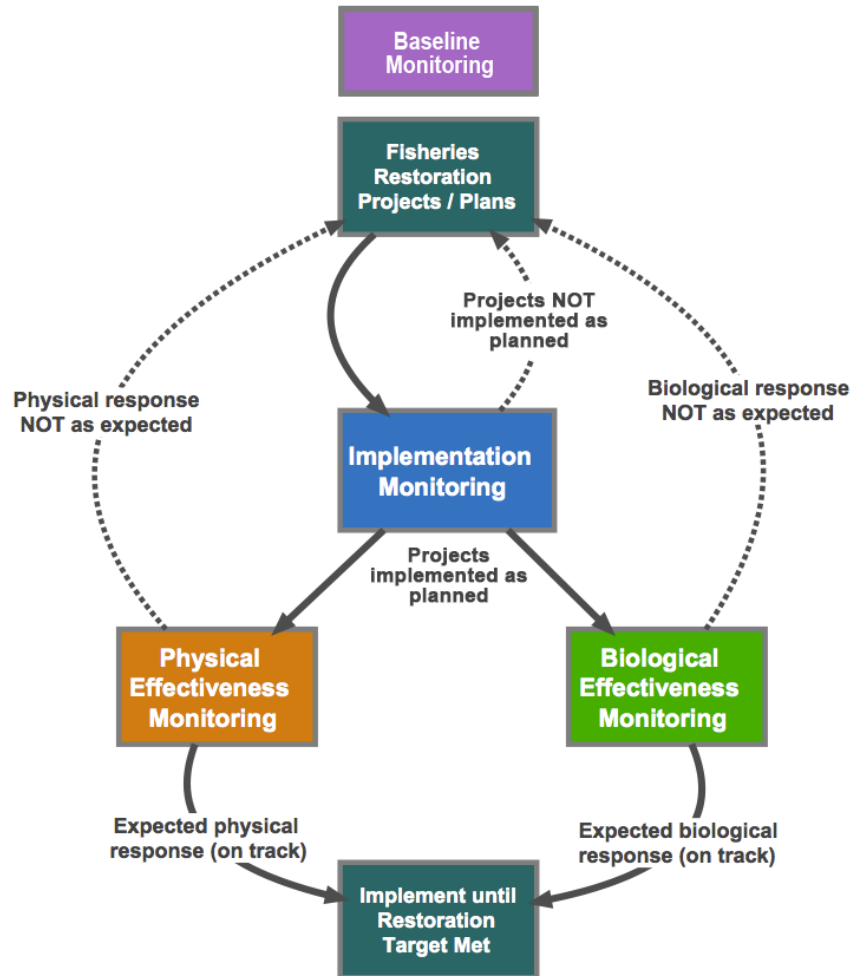 Baseline
Monitoring
Fisheries
Restoration
Projects / Plans
Projects NOT
implemented as
planned
Physical response
NOT as expected
Biological response
NOT as expected
Implementation
Monitoring
Projects
implemented as
planned
Physical
Effectiveness
Monitoring
Biological
Effectiveness
Monitoring
Expected physical
response (on track)
Expected biological
response (on track)
Implement until
Restoration
Target Met